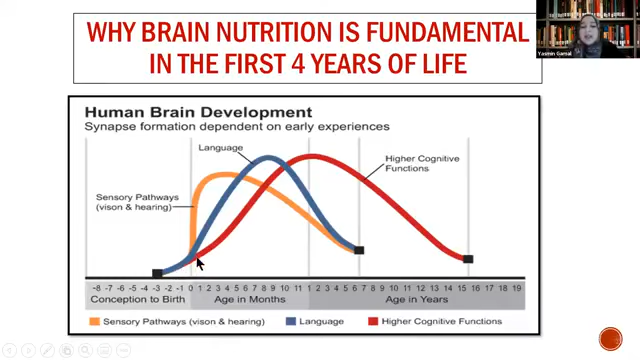 WHY BRAIN NUTRITION IS FUNDAMENTAL
IN THE FIRST 4 YEARS OF LIFE
Yasmin Gamal
Human Brain Development
Synapse formation dependent on early experiences
Language
Higher Cognitive
Functions
Sensory Pathways
(vison & hearing)
-8 -7 -6 -5 -4 -3 -2 -1 0 1 2 3 4 5 6 7 8 9 10 11 1 2 3 4 5 6 7 8 9 10 11 12 13 14 15 16 17 18 19
Conception to Birth Age in Months Age in Years
Sensory Pathways (vison & hearing) Language Higher Cognitive Functions